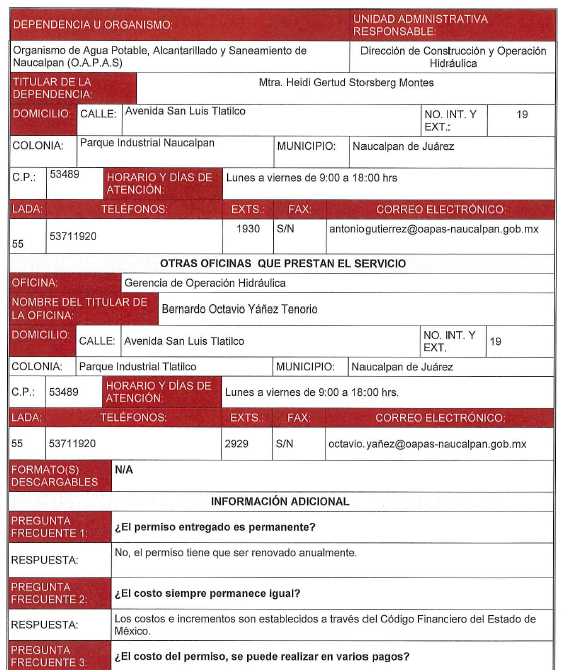 DEPENDENCIA U ORGANISMO:
UNIDAD ADMINISTRATIVA
RESPONSABLE:
Organismo de Agua Potable, Alcantarillado y Saneamiento de
Naucalpan (O.A.P.A.S)
Dirección de Construcción y Operación
Hidráulica
TITULAR DE LA
DEPENDENCIA:
Mtra. Heidi Gertud Storsberg Montes
DOMICILIO: CALLE: Avenida San Luis Tlatilco
NO. INT. Y
EXT.:
19
COLONIA: Parque Industrial Naucalpan MUNICIPIO: Naucalpan de Juárez
C.P.: 53489
HORARIO Y DÍAS DE
ATENCIÓN:
Lunes a viernes de 9:00 a 18:00 hrs
LADA: TELÉFONOS: EXTS.: FAX: CORREO ELECTRÓNICO:
55 53711920 1930 S/N antoniogutierrez@oapas-naucalpan.gob.mx
OTRAS OFICINAS QUE PRESTAN EL SERVICIO
OFICINA: Gerencia de Operación Hidráulica
NOMBRE DEL TITULAR DE
LA OFICINA:
Bernardo Octavio Yáñez Tenorio
DOMICILIO: CALLE: Avenida San Luis Tlatilco
NO. INT. Y
EXT.
19
COLONIA: Parque Industrial Tlatilco MUNICIPIO: Naucalpan de Juárez
C.P.: 53489
HORARIO Y DÍAS DE
ATENCIÓN:
Lunes a viernes de 9:00 a 18:00 hrs.
LADA: TELÉFONOS: EXTS.: FAX: CORREO ELECTRÓNICO:
55 53711920 2929 S/N octavio.yañez@oapas-naucalpan.gob.mx
FORMATO(S)
DESCARGABLES
N/A
INFORMACIÓN ADICIONAL
PREGUNTA
FRECUENTE 1:
¿El permiso entregado es permanente?
RESPUESTA: No, el permiso tiene que ser renovado anualmente.
PREGUNTA
FRECUENTE 2:
¿El costo siempre permanece igual?
RESPUESTA: Los costos e incrementos son establecidos a través del Código Financiero del Estado de
México.
PREGUNTA
FRECUENTE 3:
¿El costo del permiso, se puede realizar en varios pagos?